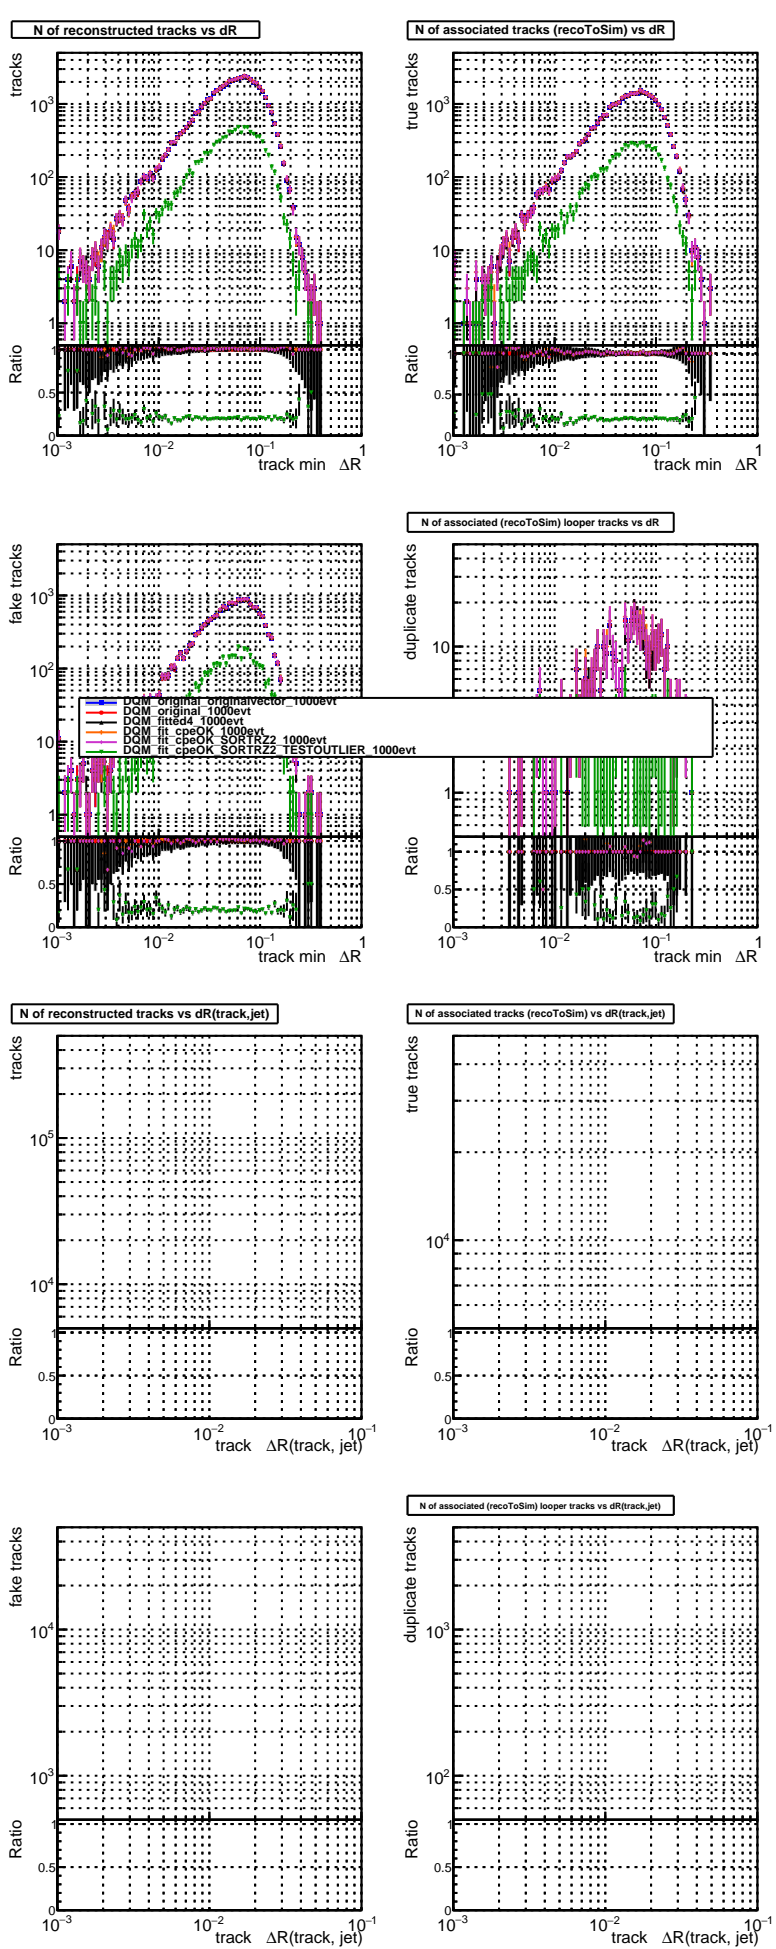 N of reconstructed tracks vs dR
tracks
10³
10²
10
1
Ratio
1
0.5
0
10⁻³
10⁻²
10⁻¹
1
track min ΔR
N of associated tracks (recoToSim) vs dR
true tracks
10³
10²
10
1
Ratio
1
0.5
0
10⁻³
10⁻²
10⁻¹
1
track min ΔR
fake tracks
10³
10²
10
1
Ratio
1
0.5
0
10⁻³
10⁻²
10⁻¹
1
track min ΔR
N of associated (recoToSim) looper tracks vs dR
duplicate tracks
10
1
Ratio
1
0.5
0
10⁻³
10⁻²
10⁻¹
1
track min ΔR
DQM_original_originalvector_1000evt
DQM_original_1000evt
DQM_fitted4_1000evt
DQM_fit_cpeOK_1000evt
DQM_fit_cpeOK_SORTRZ2_1000evt
DQM_fit_cpeOK_SORTRZ2_TESTOUTLIER_1000evt
N of reconstructed tracks vs dR(track,jet)
tracks
10⁵
10⁴
Ratio
1
0.5
0
10⁻³
10⁻²
10⁻¹
track ΔR(track, jet)
N of associated tracks (recoToSim) vs dR(track,jet)
true tracks
10⁴
Ratio
1
0.5
0
10⁻³
10⁻²
10⁻¹
track ΔR(track, jet)
fake tracks
10⁴
10³
Ratio
1
0.5
0
10⁻³
10⁻²
10⁻¹
track ΔR(track, jet)
N of associated (recoToSim) looper tracks vs dR(track,jet)
duplicate tracks
10³
10²
Ratio
1
0.5
0
10⁻³
10⁻²
10⁻¹
track ΔR(track, jet)